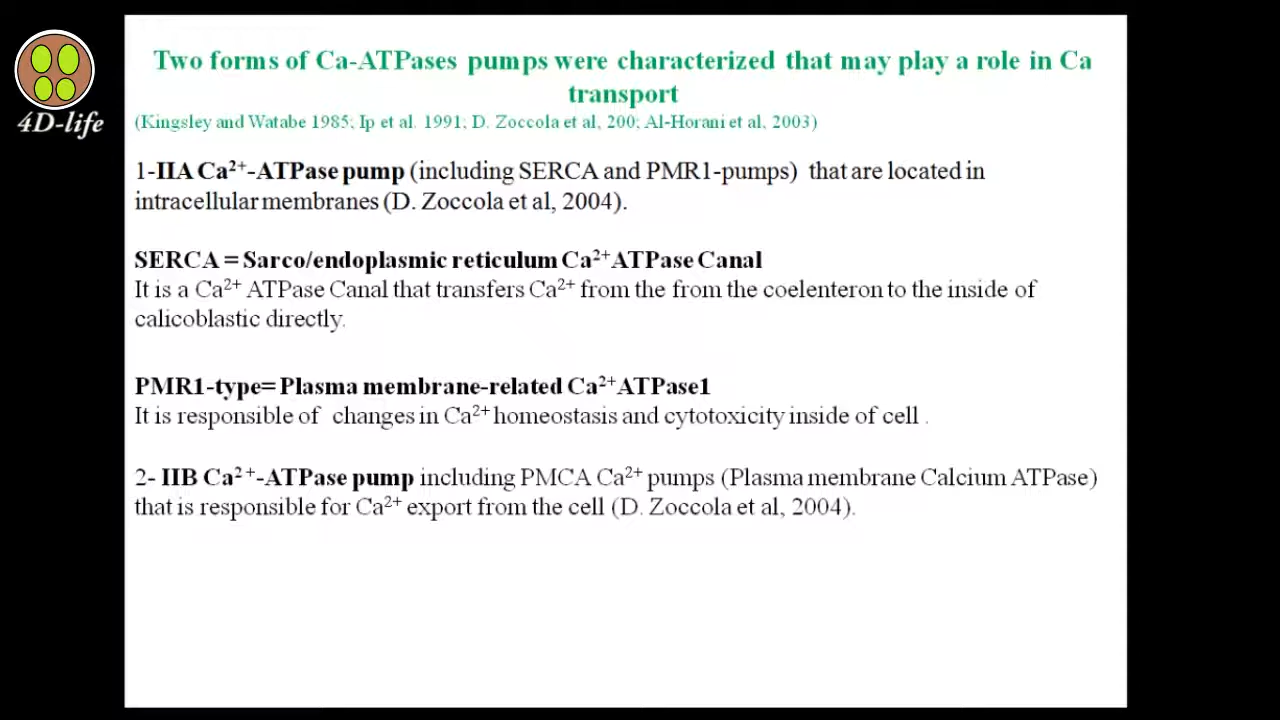 4D-life
Two forms of Ca-ATPases pumps were characterized that may play a role in Ca
transport
(Kingsley and Watabe 1985; Ip et al. 1991; D. Zoccola et al, 200; Al-Horani et al, 2003)
1-IIA Ca²⁺-ATPase pump (including SERCA and PMR1-pumps) that are located in
intracellular membranes (D. Zoccola et al, 2004).
SERCA = Sarco/endoplasmic reticulum Ca²⁺ATPase Canal
It is a Ca²⁺ ATPase Canal that transfers Ca²⁺ from the from the coelenteron to the inside of
calicoblastic directly.
PMR1-type= Plasma membrane-related Ca²⁺ATPase1
It is responsible of changes in Ca²⁺ homeostasis and cytotoxicity inside of cell .
2- IIB Ca²⁺-ATPase pump including PMCA Ca²⁺ pumps (Plasma membrane Calcium ATPase)
that is responsible for Ca²⁺ export from the cell (D. Zoccola et al, 2004).